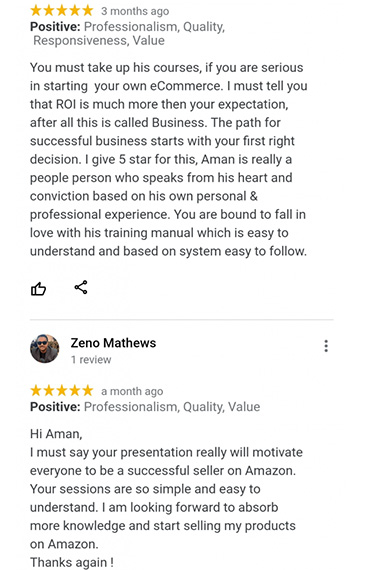 3 months ago
Positive: Professionalism, Quality,
Responsiveness, Value
You must take up his courses, if you are serious
in starting your own eCommerce. I must tell you
that ROI is much more then your expectation,
after all this is called Business. The path for
successful business starts with your first right
decision. I give 5 star for this, Aman is really a
people person who speaks from his heart and
conviction based on his own personal &
professional experience. You are bound to fall in
love with his training manual which is easy to
understand and based on system easy to follow.
Zeno Mathews
1 review
a month ago
Positive: Professionalism, Quality, Value
Hi Aman,
I must say your presentation really will motivate
everyone to be a successful seller on Amazon.
Your sessions are so simple and easy to
understand. I am looking forward to absorb
more knowledge and start selling my products
on Amazon.
Thanks again !